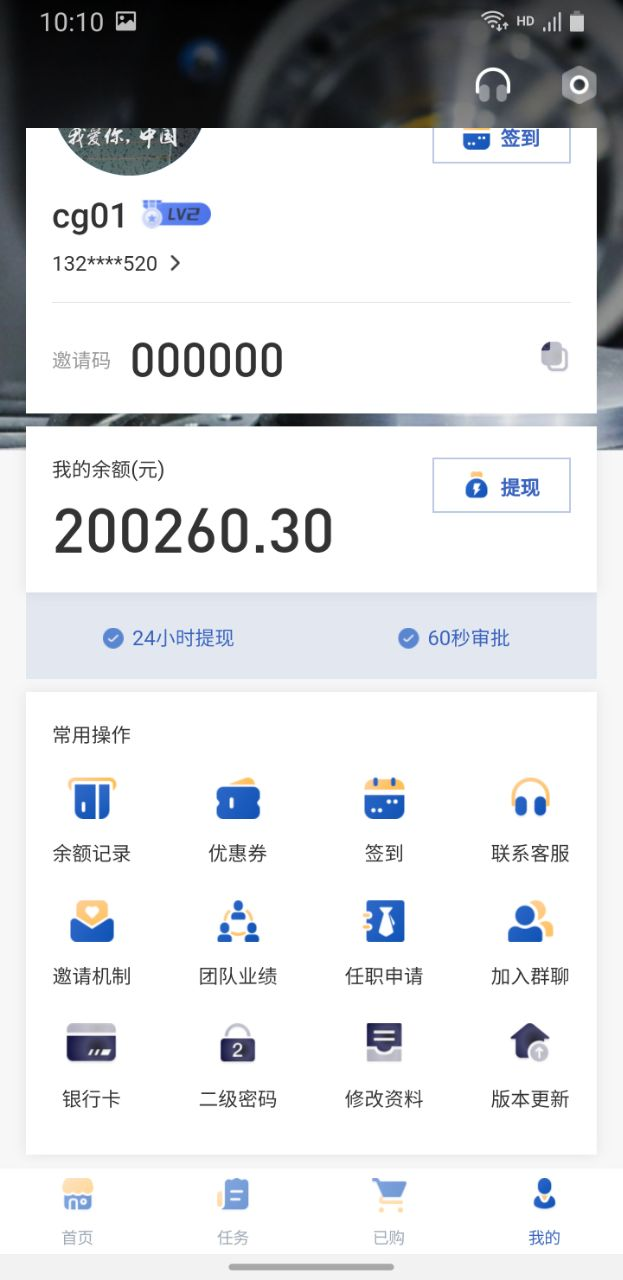 10:10 HD
我爱你，中国
签到
cg01 LV2
132****520
邀请码 000000
我的余额(元)
提现
200260.30
24小时提现 60秒审批
常用操作
余额记录 优惠券 签到 联系客服
邀请机制 团队业绩 任职申请 加入群聊
2
银行卡 二级密码 修改资料 版本更新
首页 任务 已购 我的